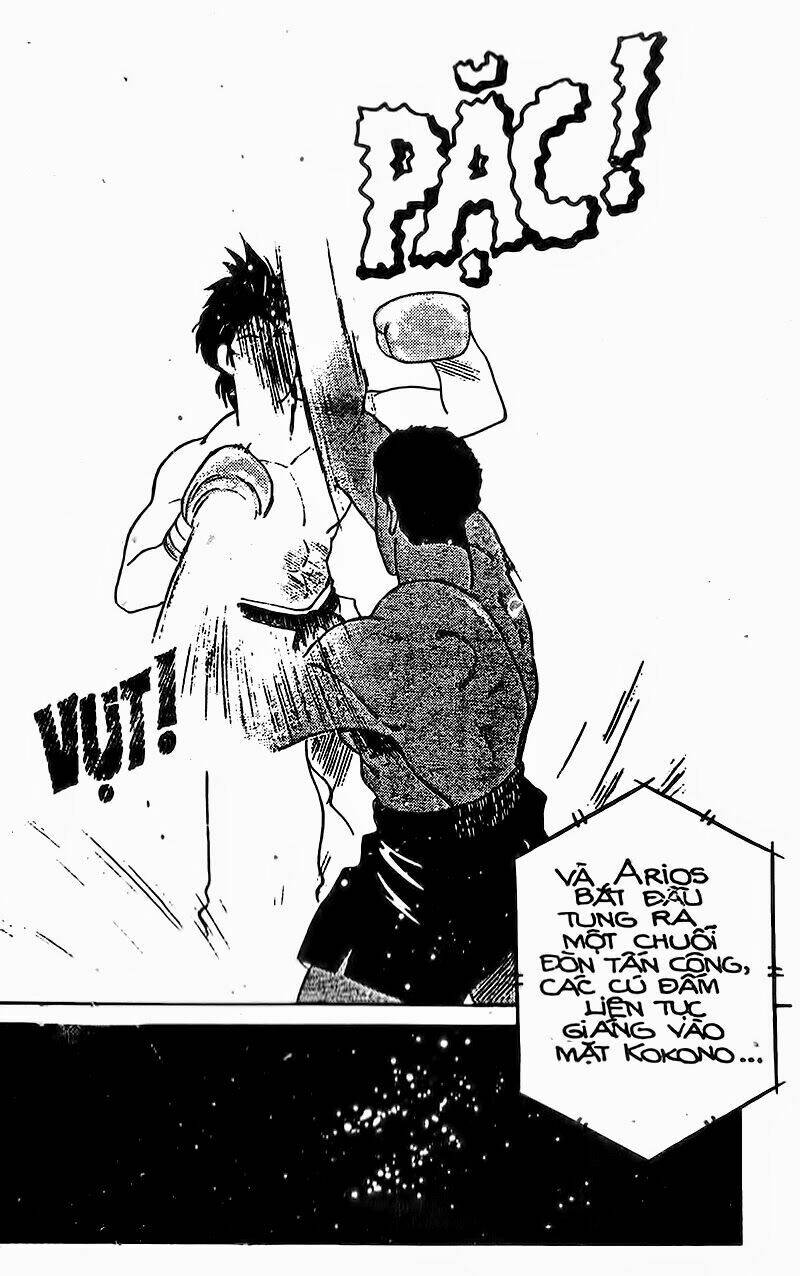 PẶC!
VỤT!
VÀ ARIOS
BẮT ĐẦU
TUNG RA
MỘT CHUỖI
ĐÒN TẤN CÔNG,
CÁC CÚ ĐẤM
LIÊN TỤC
GIÁNG VÀO
MẶT KOKONO...